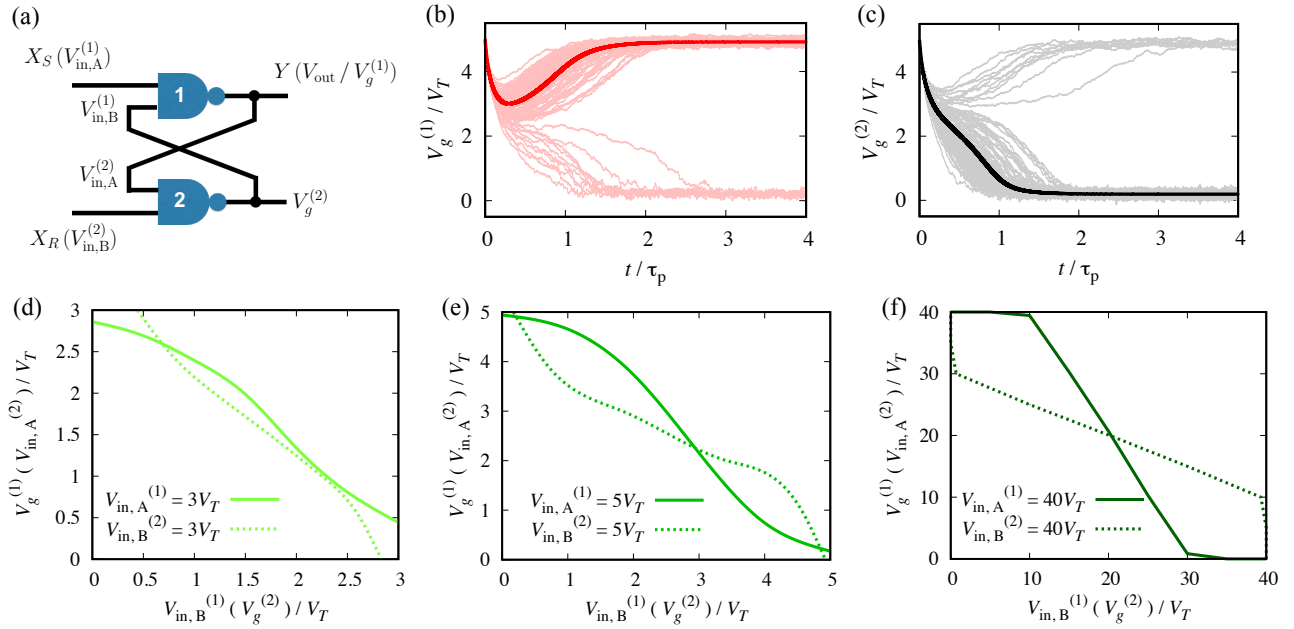 (a)
X_S (V_in,A^(1))
1
Y (V_out / V_g^(1))
V_in,B^(1)
V_in,A^(2)
2
V_g^(2)
X_R (V_in,B^(2))
(b)
V_g^(1) / V_T
4
2
0
0 1 2 3 4
t / τ_p
(c)
V_g^(2) / V_T
4
2
0
0 1 2 3 4
t / τ_p
(d)
V_g^(1) ( V_in, A^(2) ) / V_T
3
2.5
2
1.5
1
0.5
0
V_in, A^(1) = 3V_T
V_in, B^(2) = 3V_T
0 0.5 1 1.5 2 2.5 3
V_in, B^(1) ( V_g^(2) ) / V_T
(e)
V_g^(1) ( V_in, A^(2) ) / V_T
5
4
3
2
1
0
V_in, A^(1) = 5V_T
V_in, B^(2) = 5V_T
0 1 2 3 4 5
V_in, B^(1) ( V_g^(2) ) / V_T
(f)
V_g^(1) ( V_in, A^(2) ) / V_T
40
30
20
10
0
V_in, A^(1) = 40V_T
V_in, B^(2) = 40V_T
0 10 20 30 40
V_in, B^(1) ( V_g^(2) ) / V_T